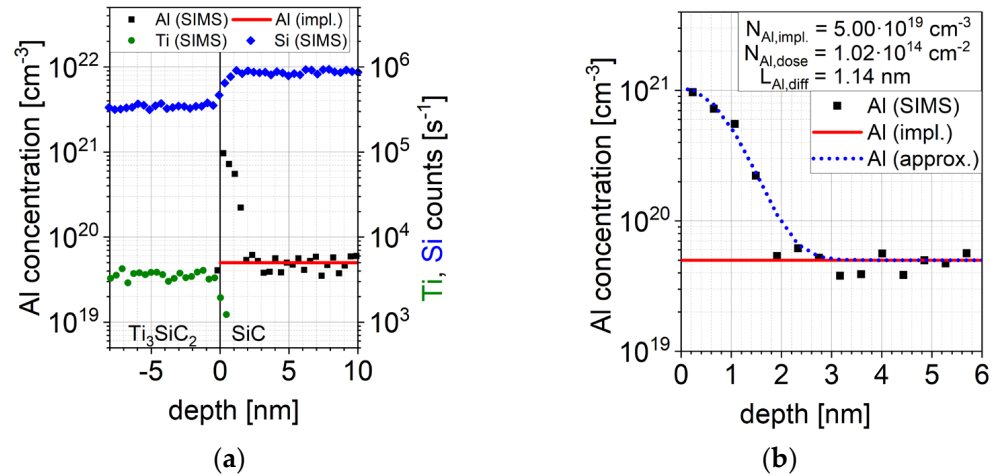 (a)
Al (SIMS)
Al (impl.)
Ti (SIMS)
Si (SIMS)
Al concentration [cm⁻³]
10²²
10²¹
10²⁰
10¹⁹
10⁶
10⁵
10⁴
10³
Ti, Si counts [s⁻¹]
Ti₃SiC₂
SiC
-5
0
5
10
depth [nm]
(a)
(b)
N_Al,impl. = 5.00·10¹⁹ cm⁻³
N_Al,dose = 1.02·10¹⁴ cm⁻²
L_Al,diff = 1.14 nm
Al (SIMS)
Al (impl.)
Al (approx.)
Al concentration [cm⁻³]
10²¹
10²⁰
10¹⁹
0
1
2
3
4
5
6
depth [nm]
(b)